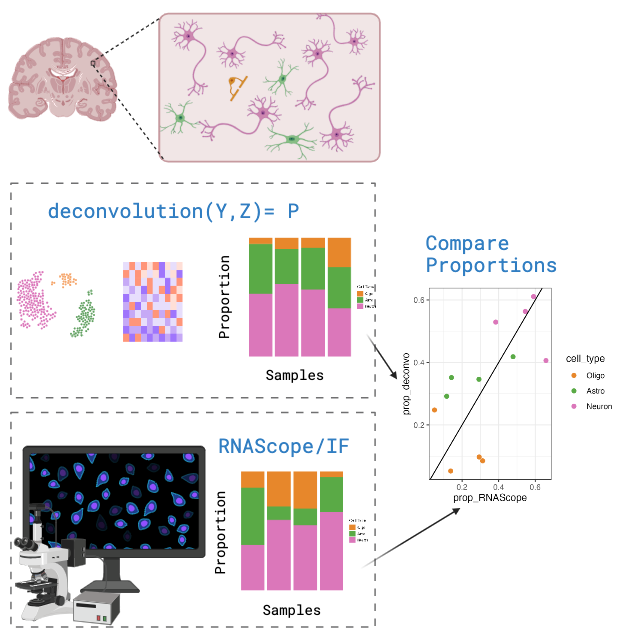 deconvolution(Y,Z)= P
Proportion
Samples
RNAScope/IF
Proportion
Samples
Compare
Proportions
0.6
0.4
0.2
prop_deconvo
0.2
0.4
0.6
prop_RNAScope
cell_type
Oligo
Astro
Neuron